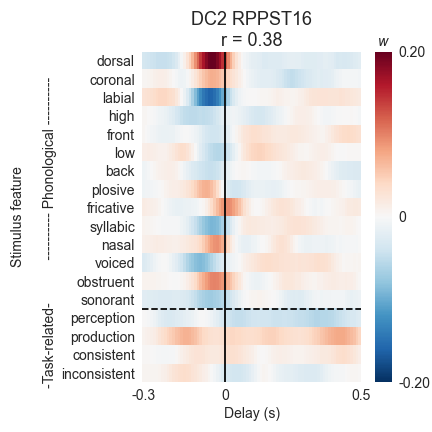 DC2 RPPST16
r = 0.38
w
dorsal
coronal
labial
high
front
low
back
plosive
fricative
syllabic
nasal
voiced
obstruent
sonorant
perception
production
consistent
inconsistent
Stimulus feature
---------- Phonological ----------
-Task-related-
-0.3
0
0.5
Delay (s)
0.20
0
-0.20